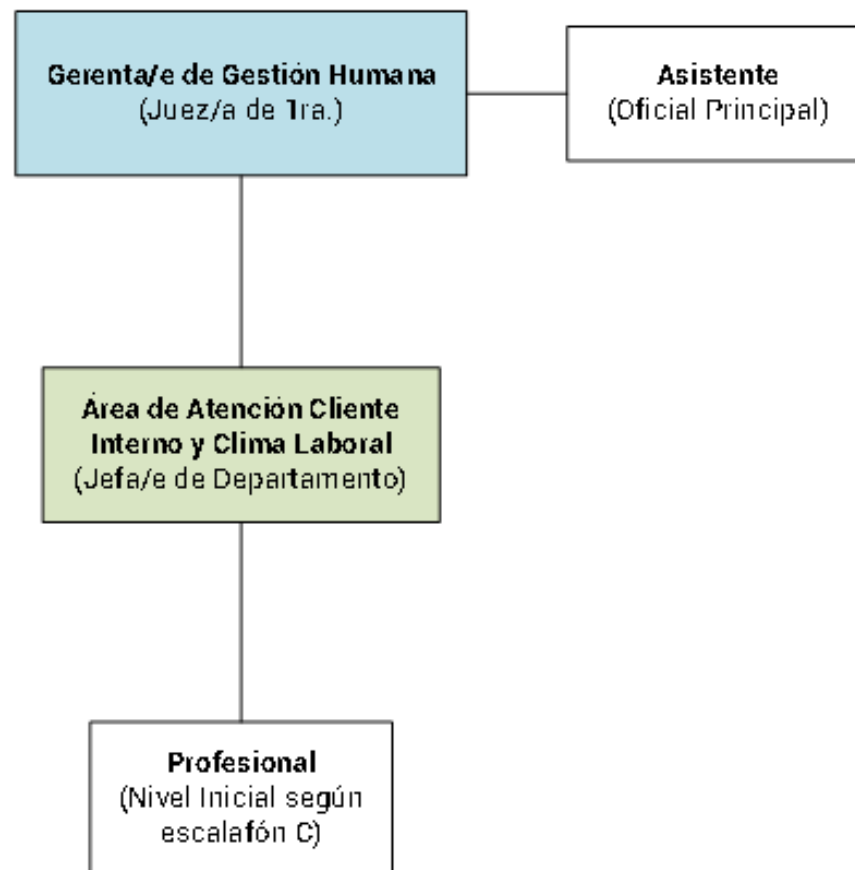 Gerenta/e de Gestión Humana
(Juez/a de 1ra.)
Asistente
(Oficial Principal)
Área de Atención Cliente
Interno y Clima Laboral
(Jefa/e de Departamento)
Profesional
(Nivel Inicial según
escalafón C)